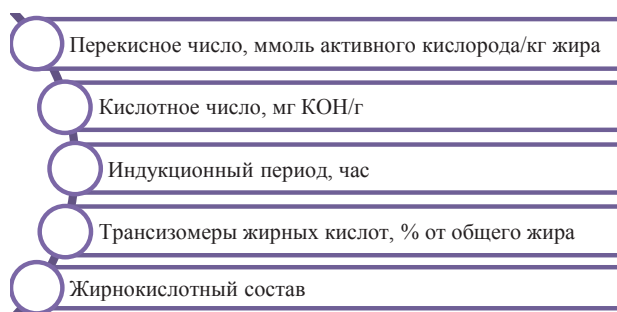 Перекисное число, ммоль активного кислорода/кг жира
Кислотное число, мг КОН/г
Индукционный период, час
Трансизомеры жирных кислот, % от общего жира
Жирнокислотный состав